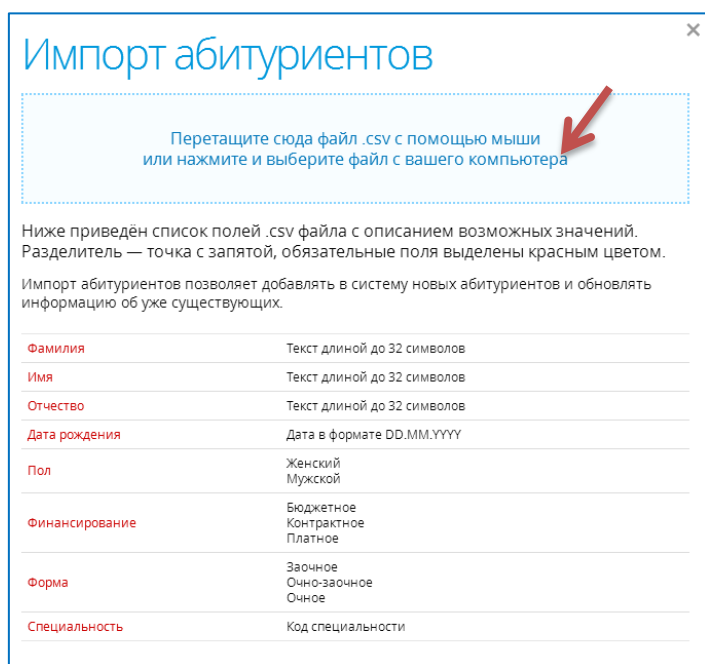 Импорт абитуриентов
×
Перетащите сюда файл .csv с помощью мыши
или нажмите и выберите файл с вашего компьютера
Ниже приведён список полей .csv файла с описанием возможных значений.
Разделитель — точка с запятой, обязательные поля выделены красным цветом.
Импорт абитуриентов позволяет добавлять в систему новых абитуриентов и обновлять
информацию об уже существующих.
Фамилия Текст длиной до 32 символов
Имя Текст длиной до 32 символов
Отчество Текст длиной до 32 символов
Дата рождения Дата в формате DD.MM.YYYY
Пол Женский
Мужской
Финансирование Бюджетное
Контрактное
Платное
Форма Заочное
Очно-заочное
Очное
Специальность Код специальности